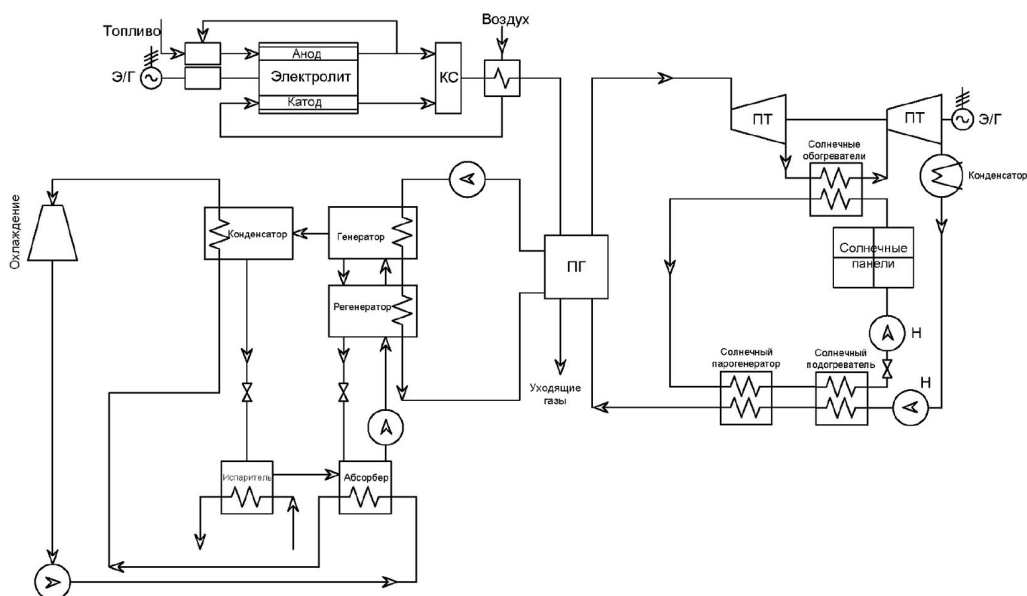 Топливо
Воздух
Э/Г
Анод
Электролит
Катод
КС
ПТ
ПТ
Э/Г
Солнечные
обогреватели
Конденсатор
Охлаждение
Конденсатор
Генератор
Регенератор
ПГ
Солнечные
панели
Н
Солнечный
парогенератор
Солнечный
подогреватель
Н
Уходящие
газы
Испаритель
Абсорбер